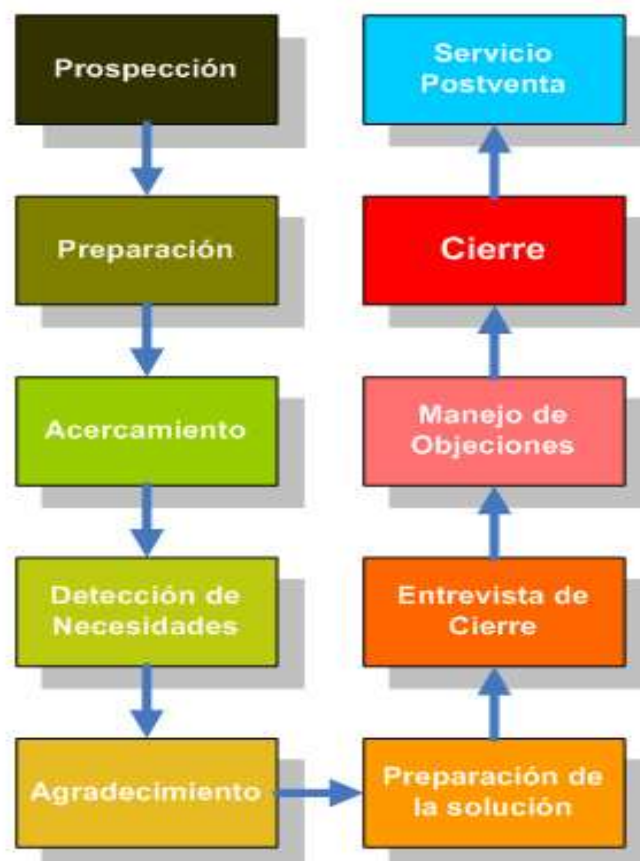 Prospección
Preparación
Acercamiento
Detección de
Necesidades
Agradecimiento
Preparación de
la solución
Entrevista de
Cierre
Manejo de
Objeciones
Cierre
Servicio
Postventa